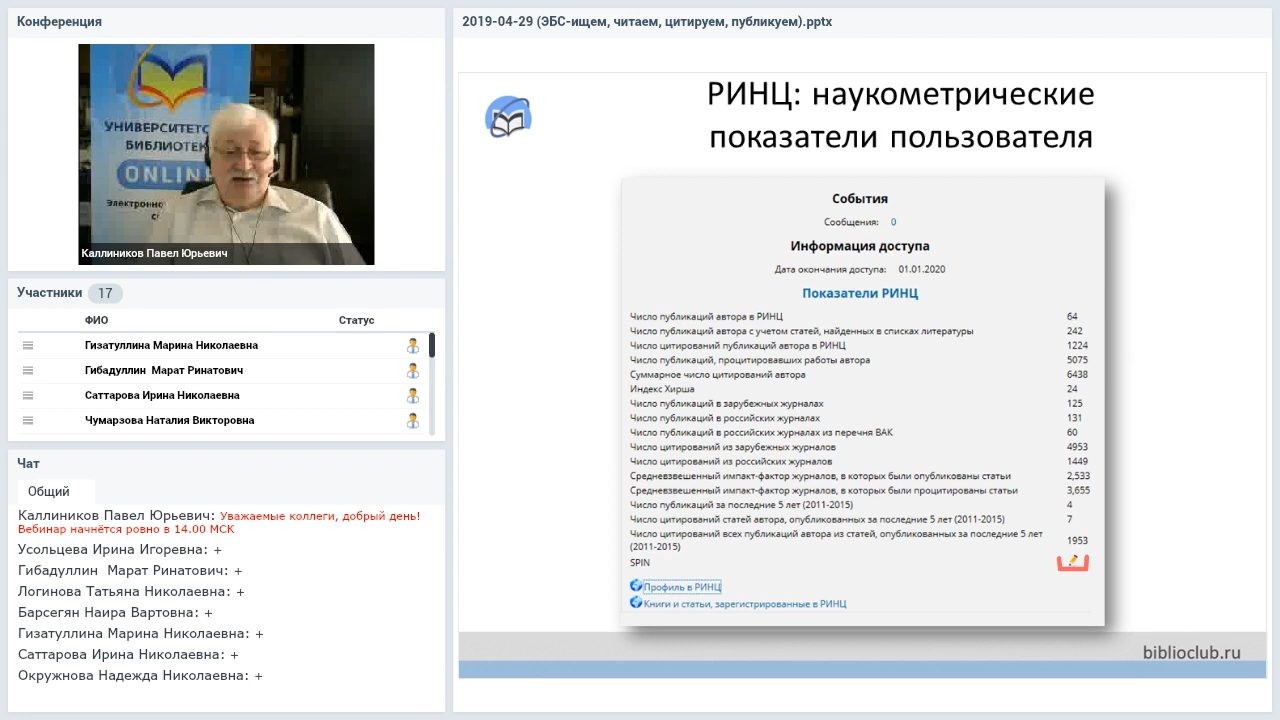 Конференция
УНИВЕРСИТЕТС
БИБЛИОТЕК
ONLIN
Электронно
Каллиников Павел Юрьевич
Участники 17
ФИО Статус
Гизатуллина Марина Николаевна
Гибадуллин Марат Ринатович
Саттарова Ирина Николаевна
Чумарзова Наталия Викторовна
Чат
Общий
Каллиников Павел Юрьевич: Уважаемые коллеги, добрый день!
Вебинар начнётся ровно в 14.00 МСК
Усольцева Ирина Игоревна: +
Гибадуллин Марат Ринатович: +
Логинова Татьяна Николаевна: +
Барсегян Наира Вартовна: +
Гизатуллина Марина Николаевна: +
Саттарова Ирина Николаевна: +
Окружнова Надежда Николаевна: +
2019-04-29 (ЭБС-ищем, читаем, цитируем, публикуем).pptx
РИНЦ: наукометрические
показатели пользователя
События
Сообщения: 0
Информация доступа
Дата окончания доступа: 01.01.2020
Показатели РИНЦ
Число публикаций автора в РИНЦ 64
Число публикаций автора с учетом статей, найденных в списках литературы 242
Число цитирований публикаций автора в РИНЦ 1224
Число публикаций, процитировавших работы автора 5075
Суммарное число цитирований автора 6438
Индекс Хирша 24
Число публикаций в зарубежных журналах 125
Число публикаций в российских журналах 131
Число публикаций в российских журналах из перечня ВАК 60
Число цитирований из зарубежных журналов 4953
Число цитирований из российских журналов 1449
Средневзвешенный импакт-фактор журналов, в которых были опубликованы статьи 2,533
Средневзвешенный импакт-фактор журналов, в которых были процитированы статьи 3,655
Число публикаций за последние 5 лет (2011-2015) 4
Число цитирований статей автора, опубликованных за последние 5 лет (2011-2015) 7
Число цитирований всех публикаций автора из статей, опубликованных за последние 5 лет
(2011-2015) 1953
SPIN
Профиль в РИНЦ
Книги и статьи, зарегистрированные в РИНЦ
biblioclub.ru